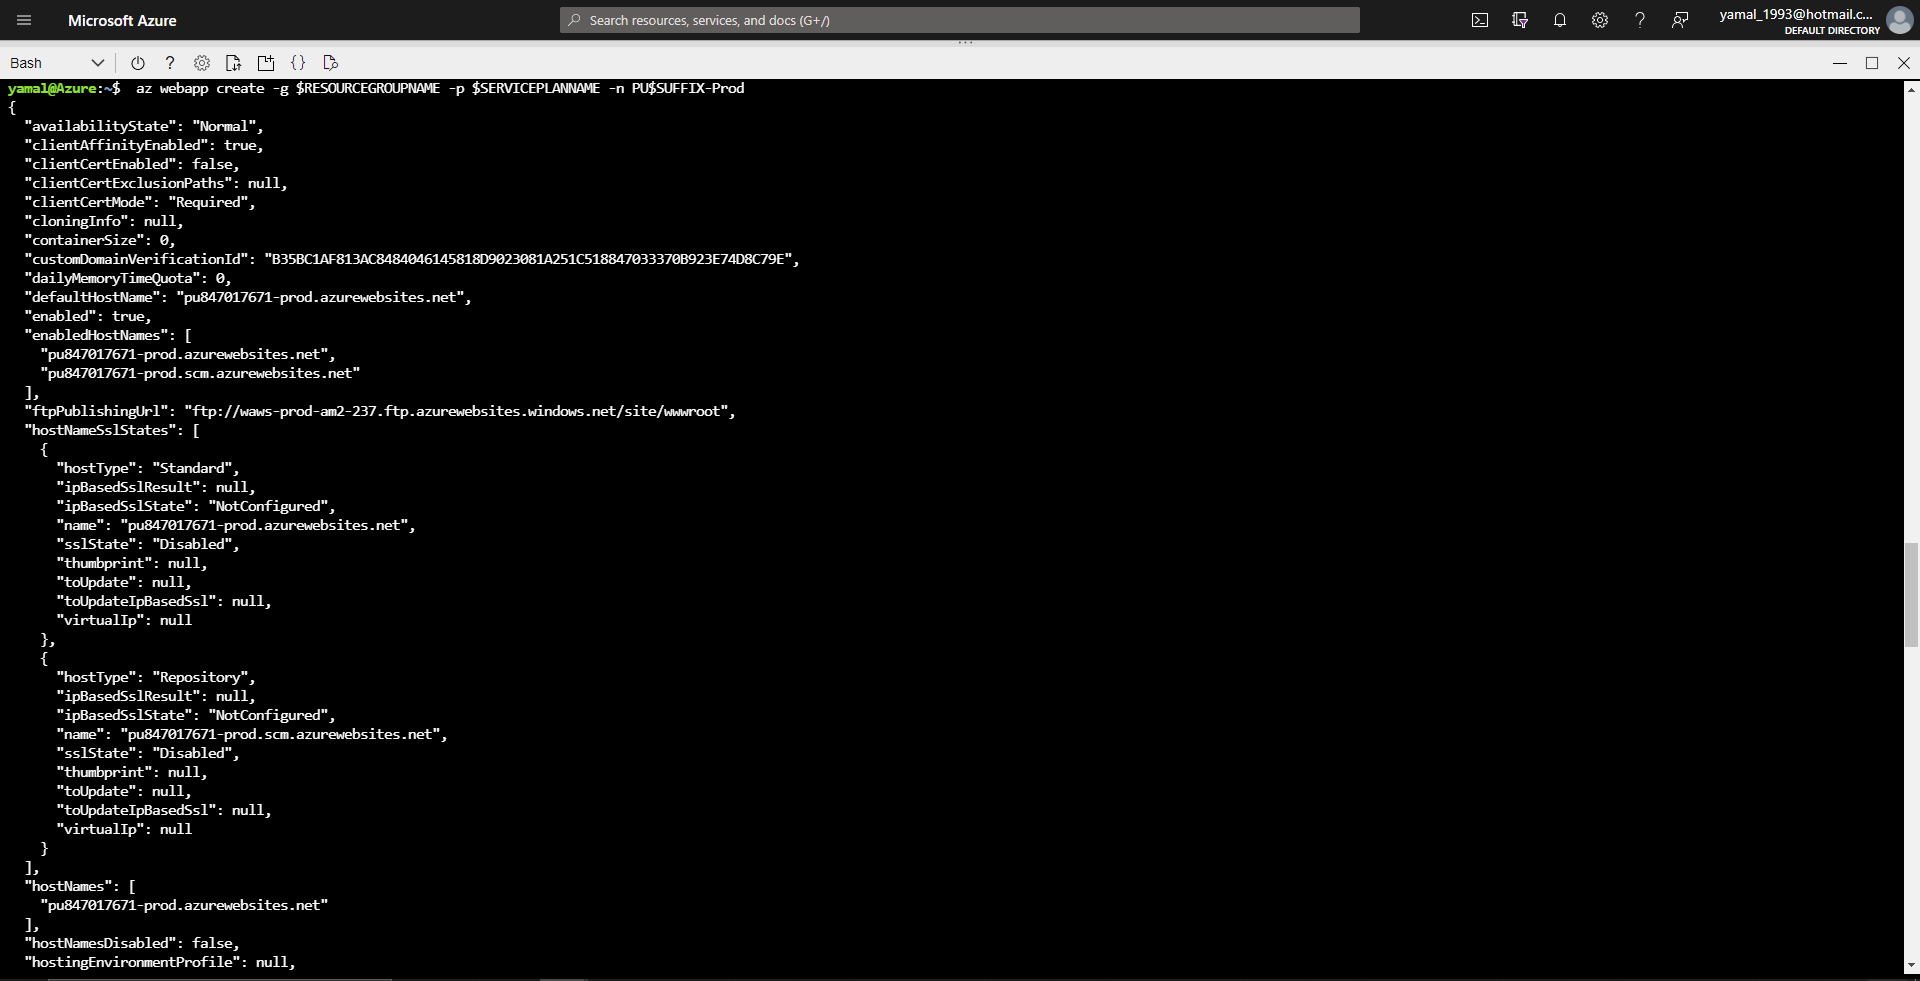 Microsoft Azure
Search resources, services, and docs (G+/)
yamal_1993@hotmail.c...
DEFAULT DIRECTORY
Bash
yamal@Azure:~$  az webapp create -g $RESOURCEGROUPNAME -p $SERVICEPLANNAME -n PU$SUFFIX-Prod
{
  "availabilityState": "Normal",
  "clientAffinityEnabled": true,
  "clientCertEnabled": false,
  "clientCertExclusionPaths": null,
  "clientCertMode": "Required",
  "cloningInfo": null,
  "containerSize": 0,
  "customDomainVerificationId": "B35BC1AF813AC8484046145818D9023081A251C518847033370B923E74D8C79E",
  "dailyMemoryTimeQuota": 0,
  "defaultHostName": "pu847017671-prod.azurewebsites.net",
  "enabled": true,
  "enabledHostNames": [
    "pu847017671-prod.azurewebsites.net",
    "pu847017671-prod.scm.azurewebsites.net"
  ],
  "ftpPublishingUrl": "ftp://waws-prod-am2-237.ftp.azurewebsites.windows.net/site/wwwroot",
  "hostNameSslStates": [
    {
      "hostType": "Standard",
      "ipBasedSslResult": null,
      "ipBasedSslState": "NotConfigured",
      "name": "pu847017671-prod.azurewebsites.net",
      "sslState": "Disabled",
      "thumbprint": null,
      "toUpdate": null,
      "toUpdateIpBasedSsl": null,
      "virtualIp": null
    },
    {
      "hostType": "Repository",
      "ipBasedSslResult": null,
      "ipBasedSslState": "NotConfigured",
      "name": "pu847017671-prod.scm.azurewebsites.net",
      "sslState": "Disabled",
      "thumbprint": null,
      "toUpdate": null,
      "toUpdateIpBasedSsl": null,
      "virtualIp": null
    }
  ],
  "hostNames": [
    "pu847017671-prod.azurewebsites.net"
  ],
  "hostNamesDisabled": false,
  "hostingEnvironmentProfile": null,